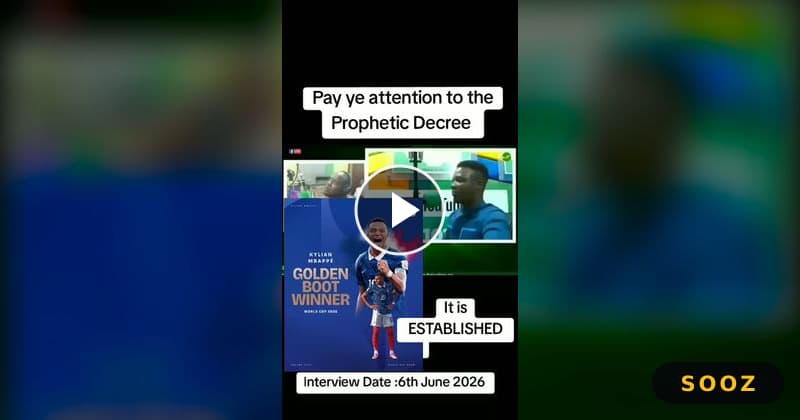 Pay ye attention to the
Prophetic Decree
LIVE
KYLIAN
MBAPPÉ
GOLDEN
BOOT
WINNER
It is
ESTABLISHED
Interview Date :6th June 2026
SOOZ